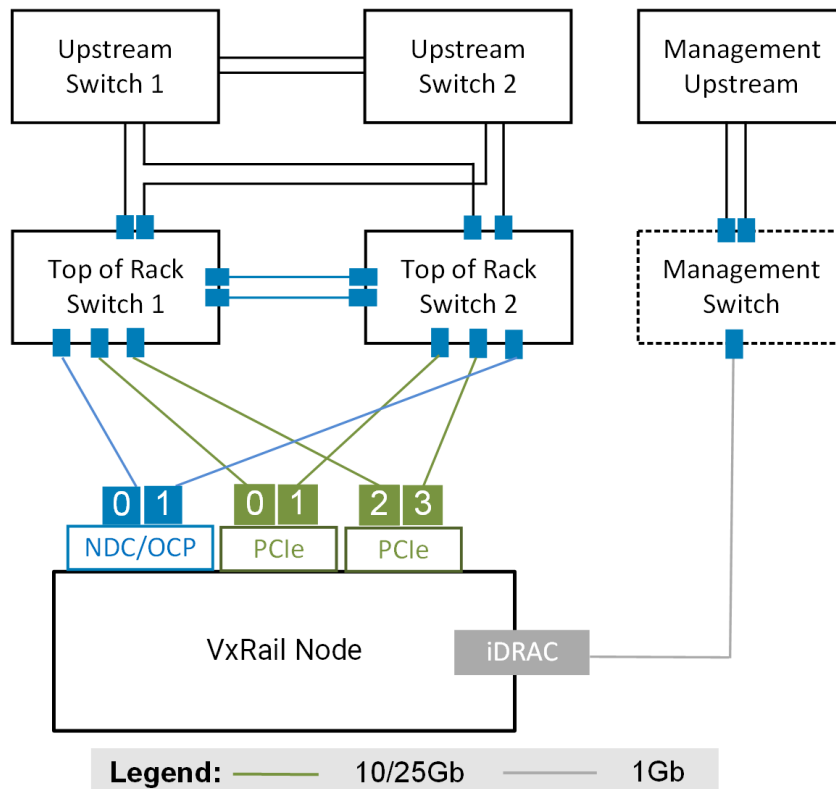 Upstream
Switch 1
Upstream
Switch 2
Management
Upstream
Top of Rack
Switch 1
Top of Rack
Switch 2
Management
Switch
0 1
0 1
2 3
NDC/OCP
PCIe
PCIe
VxRail Node
iDRAC
Legend: 10/25Gb 1Gb